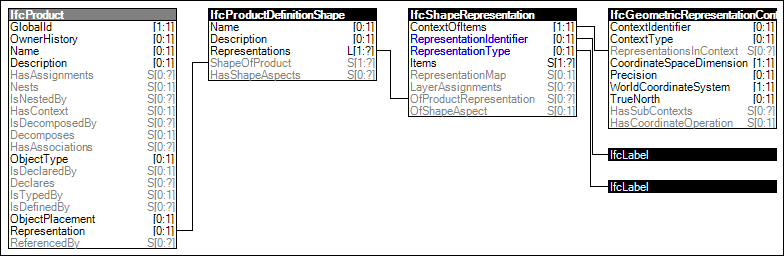 IfcProduct
GlobalId [1:1]
OwnerHistory [0:1]
Name [0:1]
Description [0:1]
HasAssignments S[0:?]
Nests S[0:?]
IsNestedBy S[0:?]
HasContext S[0:?]
IsDecomposedBy S[0:?]
Decomposes S[0:?]
HasAssociations S[0:?]
ObjectType [0:1]
IsDeclaredBy S[0:?]
Declares S[0:?]
IsTypedBy S[0:?]
IsDefinedBy S[0:?]
ObjectPlacement [0:1]
Representation [0:1]
ReferencedBy S[0:?]
IfcProductDefinitionShape
Name [0:1]
Description [0:1]
Representations L[1:?]
ShapeOfProduct S[1:?]
HasShapeAspects S[0:?]
IfcShapeRepresentation
ContextOfItems [1:1]
RepresentationIdentifier [0:1]
RepresentationType [0:1]
Items S[1:?]
RepresentationMap S[0:1]
LayerAssignments S[0:?]
OfProductRepresentation S[0:?]
OfShapeAspect S[0:1]
IfcGeometricRepresentationCon
ContextIdentifier [0:1]
ContextType [0:1]
RepresentationsInContext S[0:?]
CoordinateSpaceDimension [1:1]
Precision [0:1]
WorldCoordinateSystem [1:1]
TrueNorth [0:1]
HasSubContexts S[0:?]
HasCoordinateOperation S[0:1]
IfcLabel
IfcLabel